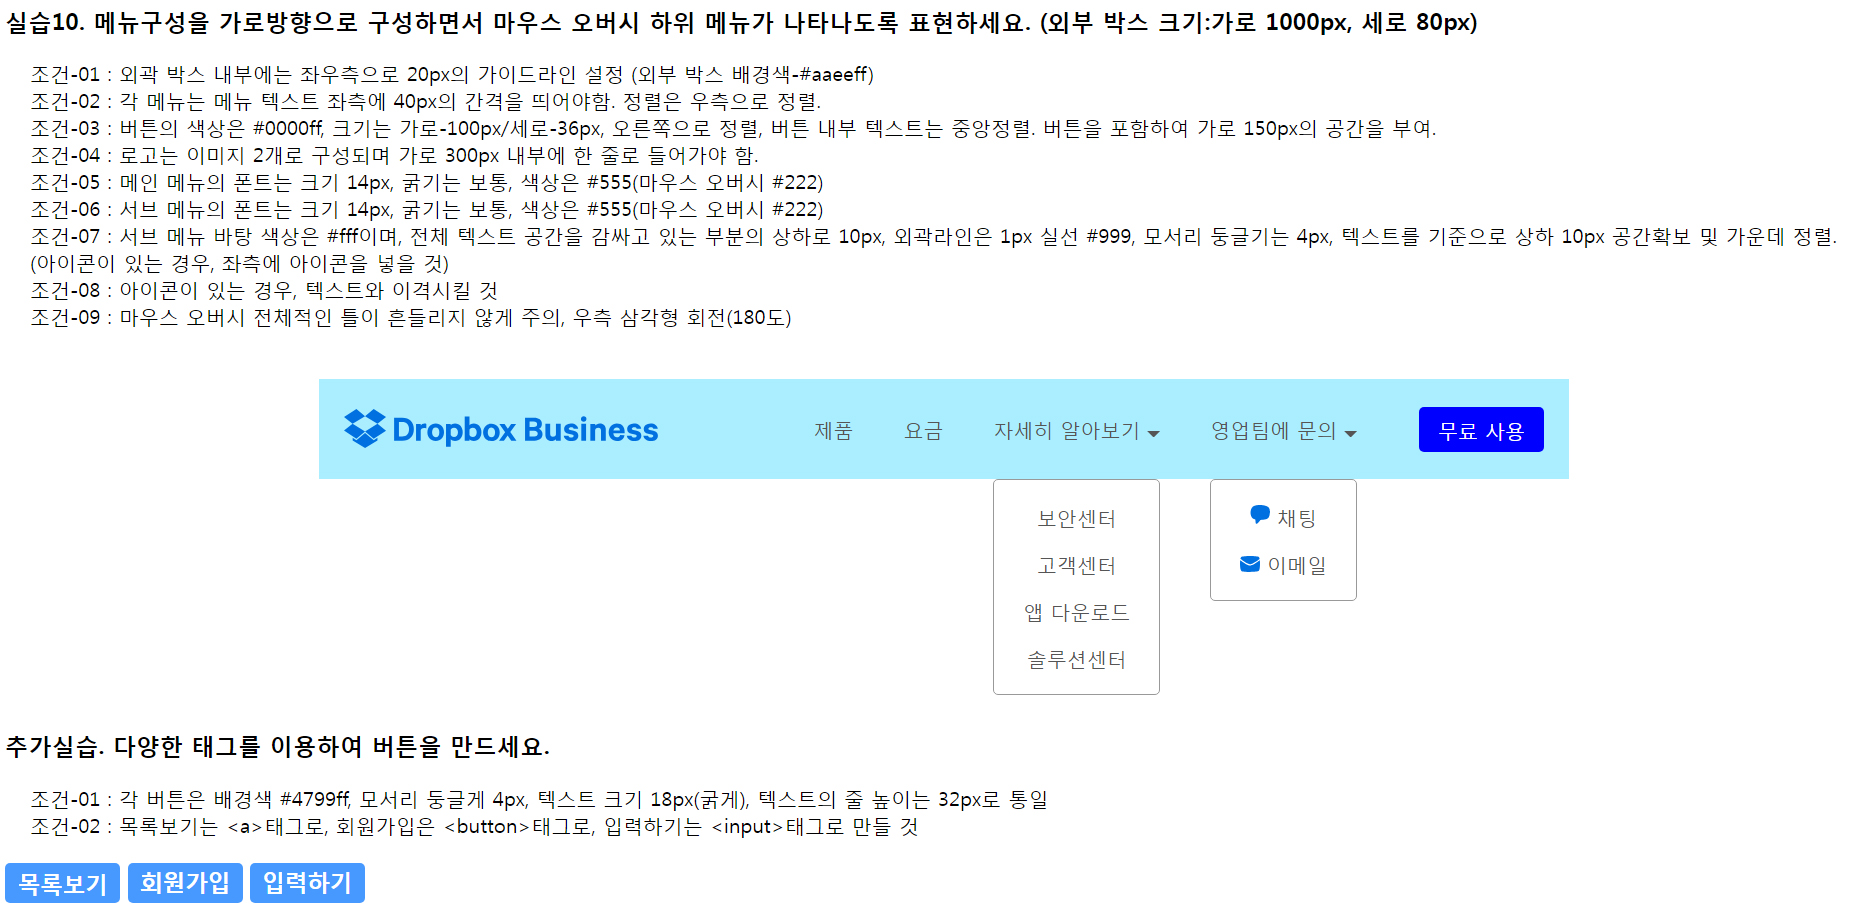 실습10. 메뉴구성을 가로방향으로 구성하면서 마우스 오버시 하위 메뉴가 나타나도록 표현하세요. (외부 박스 크기:가로 1000px, 세로 80px)
조건-01 : 외곽 박스 내부에는 좌우측으로 20px의 가이드라인 설정 (외부 박스 배경색-#aaeeff)
조건-02 : 각 메뉴는 메뉴 텍스트 좌측에 40px의 간격을 띄어야함. 정렬은 우측으로 정렬.
조건-03 : 버튼의 색상은 #0000ff, 크기는 가로-100px/세로-36px, 오른쪽으로 정렬, 버튼 내부 텍스트는 중앙정렬. 버튼을 포함하여 가로 150px의 공간을 부여.
조건-04 : 로고는 이미지 2개로 구성되며 가로 300px 내부에 한 줄로 들어가야 함.
조건-05 : 메인 메뉴의 폰트는 크기 14px, 굵기는 보통, 색상은 #555(마우스 오버시 #222)
조건-06 : 서브 메뉴의 폰트는 크기 14px, 굵기는 보통, 색상은 #555(마우스 오버시 #222)
조건-07 : 서브 메뉴 바탕 색상은 #fff이며, 전체 텍스트 공간을 감싸고 있는 부분의 상하로 10px, 외곽라인은 1px 실선 #999, 모서리 둥글기는 4px, 텍스트를 기준으로 상하 10px 공간확보 및 가운데 정렬.
(아이콘이 있는 경우, 좌측에 아이콘을 넣을 것)
조건-08 : 아이콘이 있는 경우, 텍스트와 이격시킬 것
조건-09 : 마우스 오버시 전체적인 틀이 흔들리지 않게 주의, 우측 삼각형 회전(180도)
Dropbox Business 제품 요금 자세히 알아보기 영업팀에 문의 무료 사용
보안센터 채팅
고객센터 이메일
앱 다운로드
솔루션센터
추가실습. 다양한 태그를 이용하여 버튼을 만드세요.
조건-01 : 각 버튼은 배경색 #4799ff, 모서리 둥글게 4px, 텍스트 크기 18px(굵게), 텍스트의 줄 높이는 32px로 통일
조건-02 : 목록보기는 <a>태그로, 회원가입은 <button>태그로, 입력하기는 <input>태그로 만들 것
목록보기 회원가입 입력하기